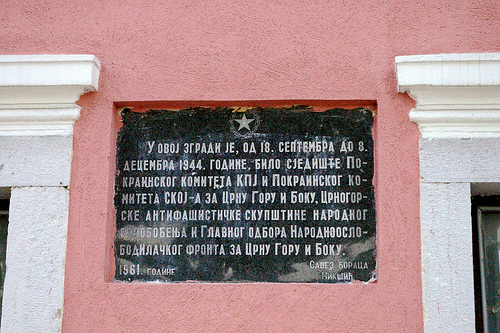 У овој згради је, од 18. септембра до 8.
децембра 1944. године, било сједиште По-
краинског комитета КПЈ и Покраинског ко-
митета СКОЈ-а за Црну Гору и Боку, Црногор-
ске антифашистичке скупштине народног
ослобођења и Главног одбора Народноосло-
бодилачког фронта за Црну Гору и Боку.
1961. године
Савез бораца
Никшић